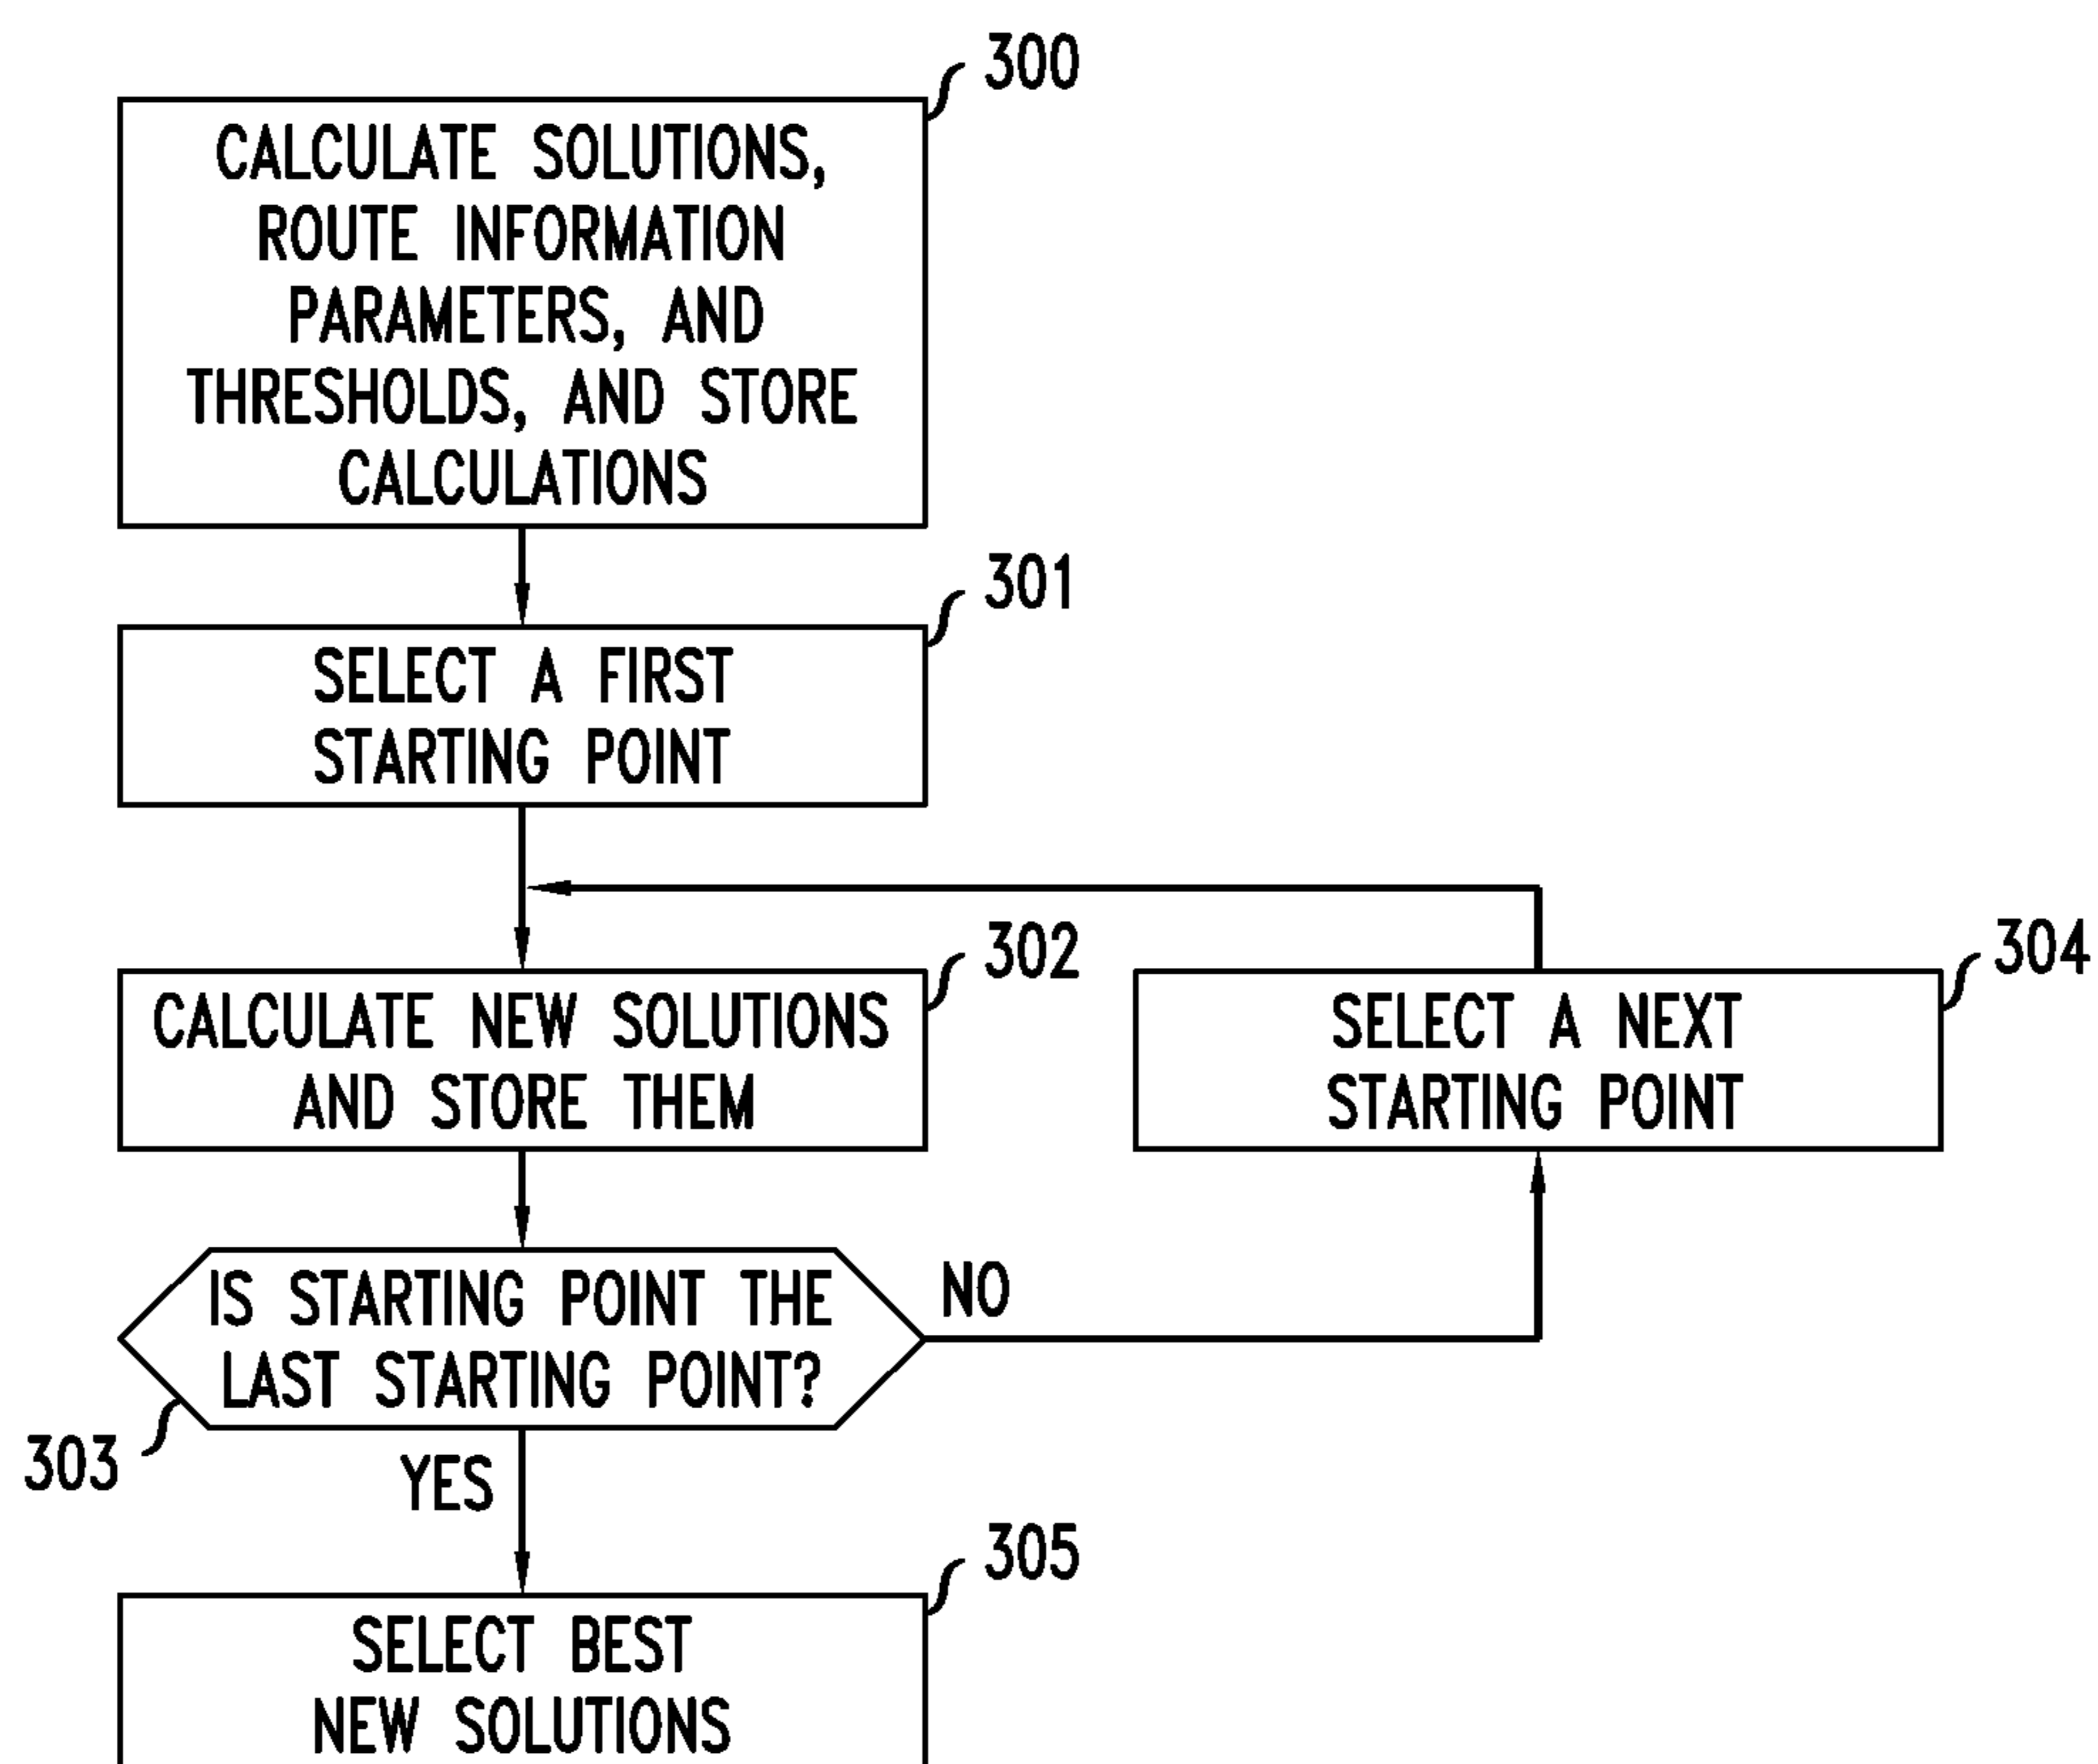 300
CALCULATE SOLUTIONS,
ROUTE INFORMATION
PARAMETERS, AND
THRESHOLDS, AND STORE
CALCULATIONS
301
SELECT A FIRST
STARTING POINT
302
CALCULATE NEW SOLUTIONS
AND STORE THEM
304
SELECT A NEXT
STARTING POINT
IS STARTING POINT THE
LAST STARTING POINT?
NO
303
YES
305
SELECT BEST
NEW SOLUTIONS